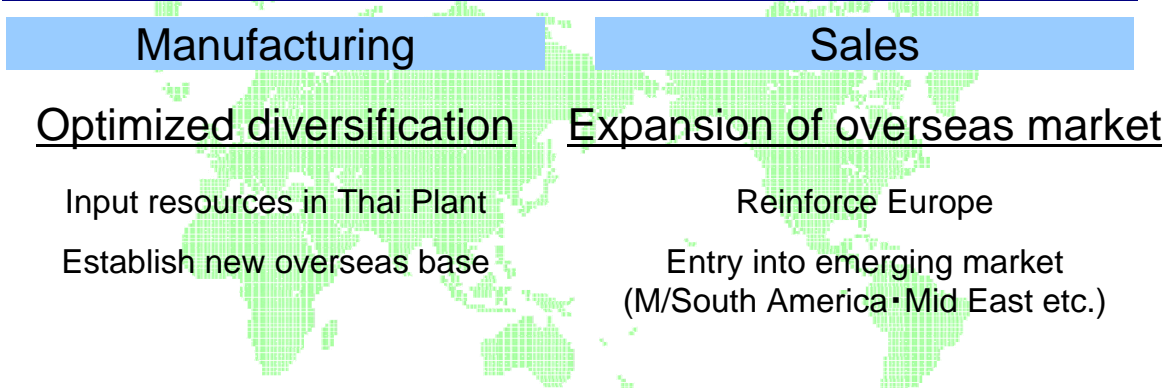 Manufacturing
Optimized diversification
Input resources in Thai Plant
Establish new overseas base
Sales
Expansion of overseas market
Reinforce Europe
Entry into emerging market
(M/South America・Mid East etc.)